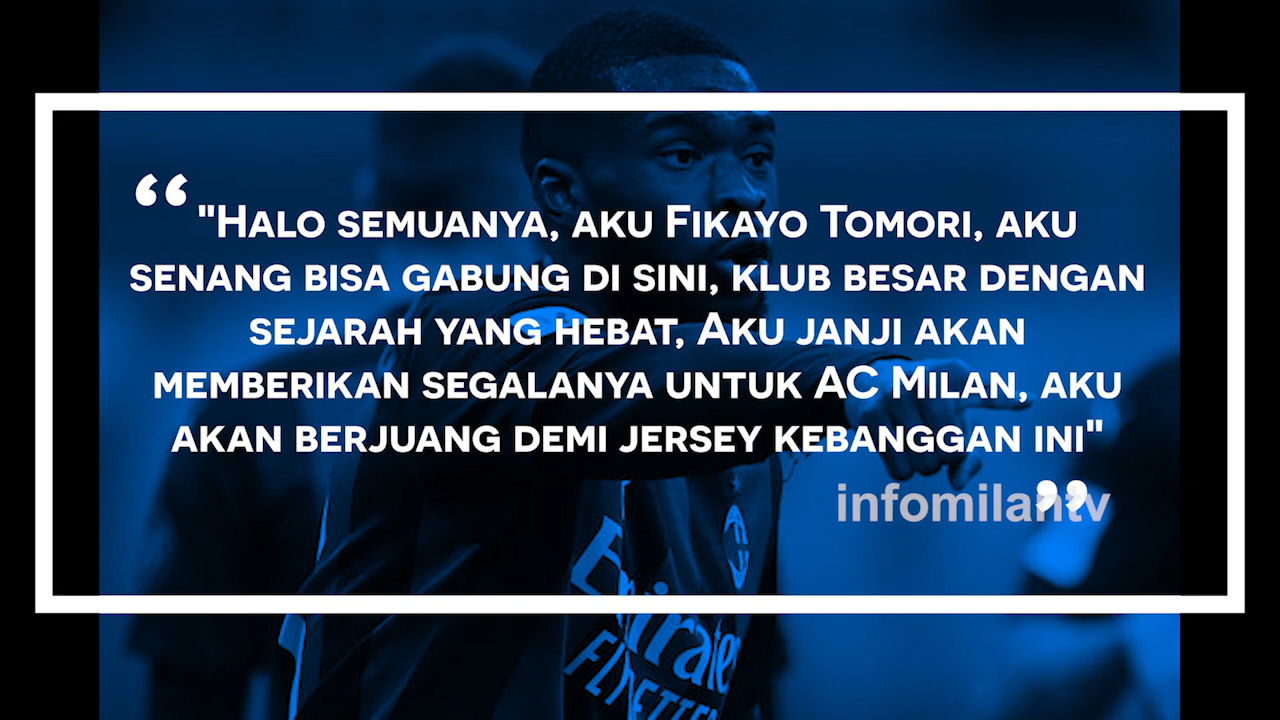 “
"Halo semuanya, aku Fikayo Tomori, aku
senang bisa gabung di sini, klub besar dengan
sejarah yang hebat, Aku janji akan
memberikan segalanya untuk AC Milan, aku
akan berjuang demi jersey kebanggan ini"
”
infomilantv
Emirates